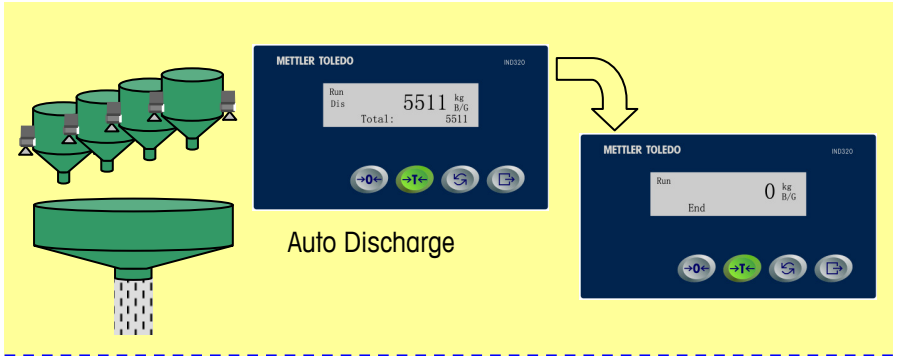 METTLER TOLEDO
IND320
Run
Dis
5511 kg
B/G
Total: 5511
→0←
→T←
Auto Discharge
METTLER TOLEDO
IND320
Run
0 kg
B/G
End
→0←
→T←